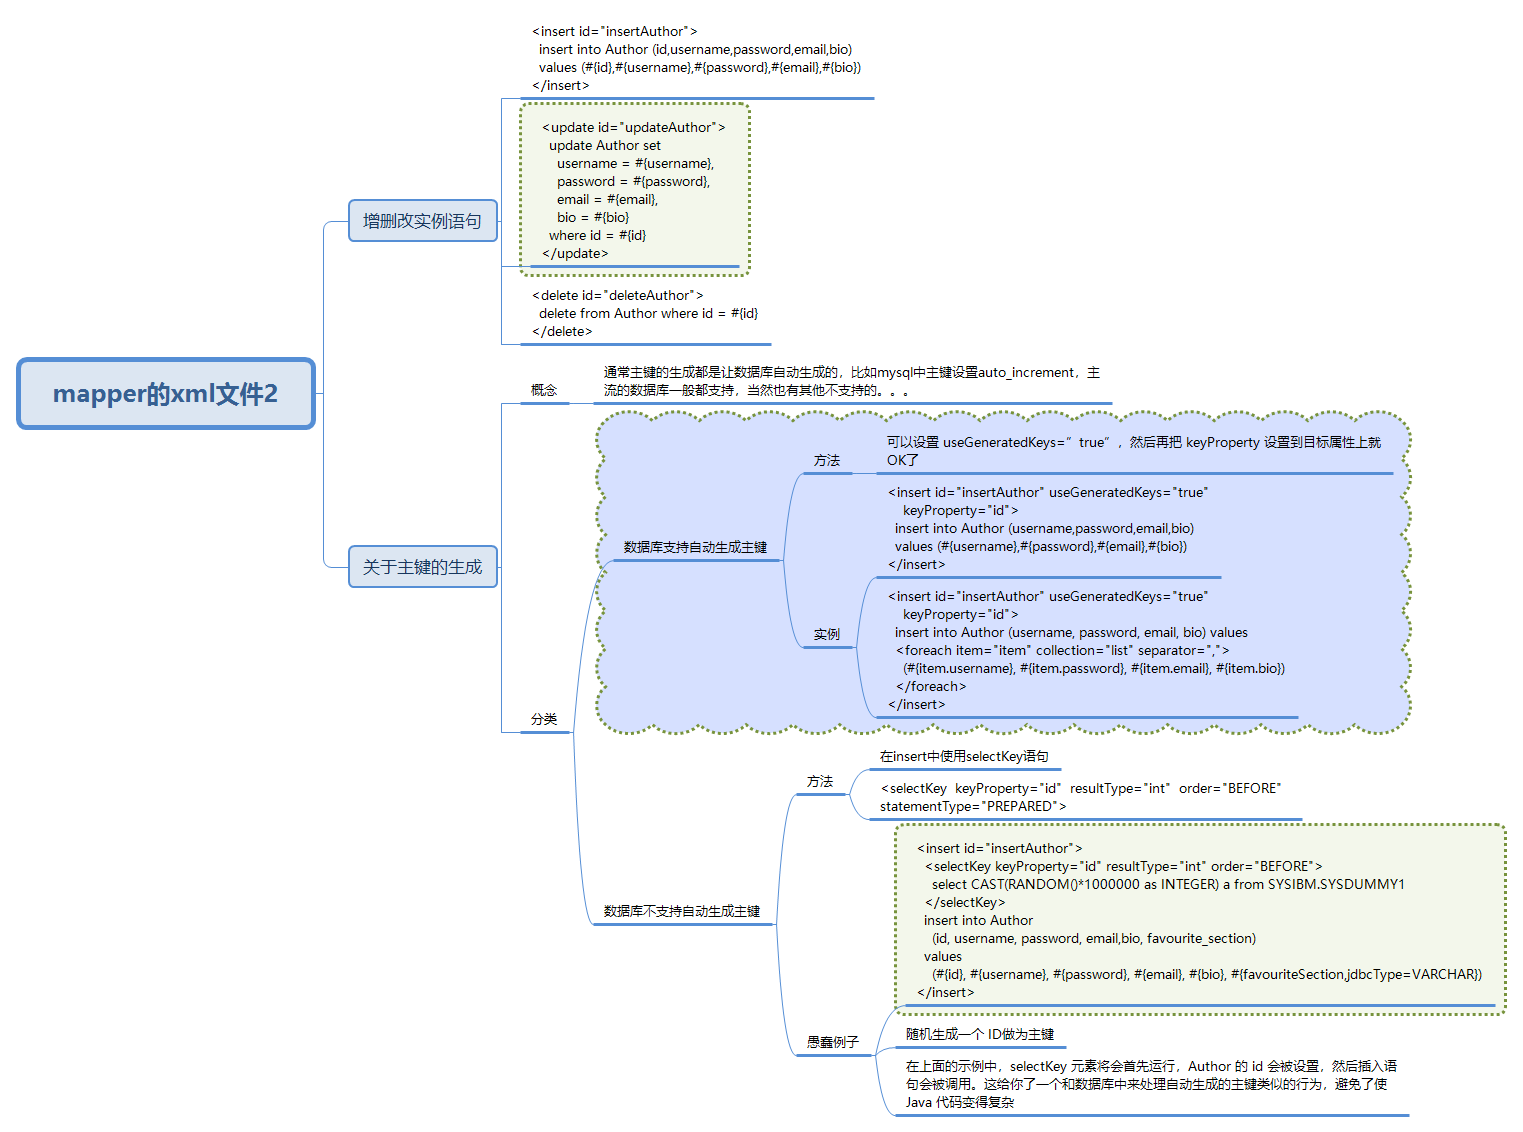 mapper的xml文件2
增删改实例语句
<insert id="insertAuthor">
insert into Author (id,username,password,email,bio)
values (#{id},#{username},#{password},#{email},#{bio})
</insert>
<update id="updateAuthor">
update Author set
username = #{username},
password = #{password},
email = #{email},
bio = #{bio}
where id = #{id}
</update>
<delete id="deleteAuthor">
delete from Author where id = #{id}
</delete>
关于主键的生成
概念
通常主键的生成都是让数据库自动生成的，比如mysql中主键设置auto_increment，主
流的数据库一般都支持，当然也有其他不支持的。。。
分类
数据库支持自动生成主键
方法
可以设置 useGeneratedKeys=”true”，然后再把 keyProperty 设置到目标属性上就
OK了
实例
<insert id="insertAuthor" useGeneratedKeys="true"
keyProperty="id">
insert into Author (username,password,email,bio)
values (#{username},#{password},#{email},#{bio})
</insert>
<insert id="insertAuthor" useGeneratedKeys="true"
keyProperty="id">
insert into Author (username, password, email, bio) values
<foreach item="item" collection="list" separator=",">
(#{item.username}, #{item.password}, #{item.email}, #{item.bio})
</foreach>
</insert>
数据库不支持自动生成主键
方法
在insert中使用selectKey语句
<selectKey keyProperty="id" resultType="int" order="BEFORE"
statementType="PREPARED">
愚蠢例子
<insert id="insertAuthor">
<selectKey keyProperty="id" resultType="int" order="BEFORE">
select CAST(RANDOM()*1000000 as INTEGER) a from SYSIBM.SYSDUMMY1
</selectKey>
insert into Author
(id, username, password, email,bio, favourite_section)
values
(#{id}, #{username}, #{password}, #{email}, #{bio}, #{favouriteSection,jdbcType=VARCHAR})
</insert>
随机生成一个 ID做为主键
在上面的示例中，selectKey 元素将会首先运行，Author 的 id 会被设置，然后插入语
句会被调用。这给你了一个和数据库中来处理自动生成的主键类似的行为，避免了使
Java 代码变得复杂